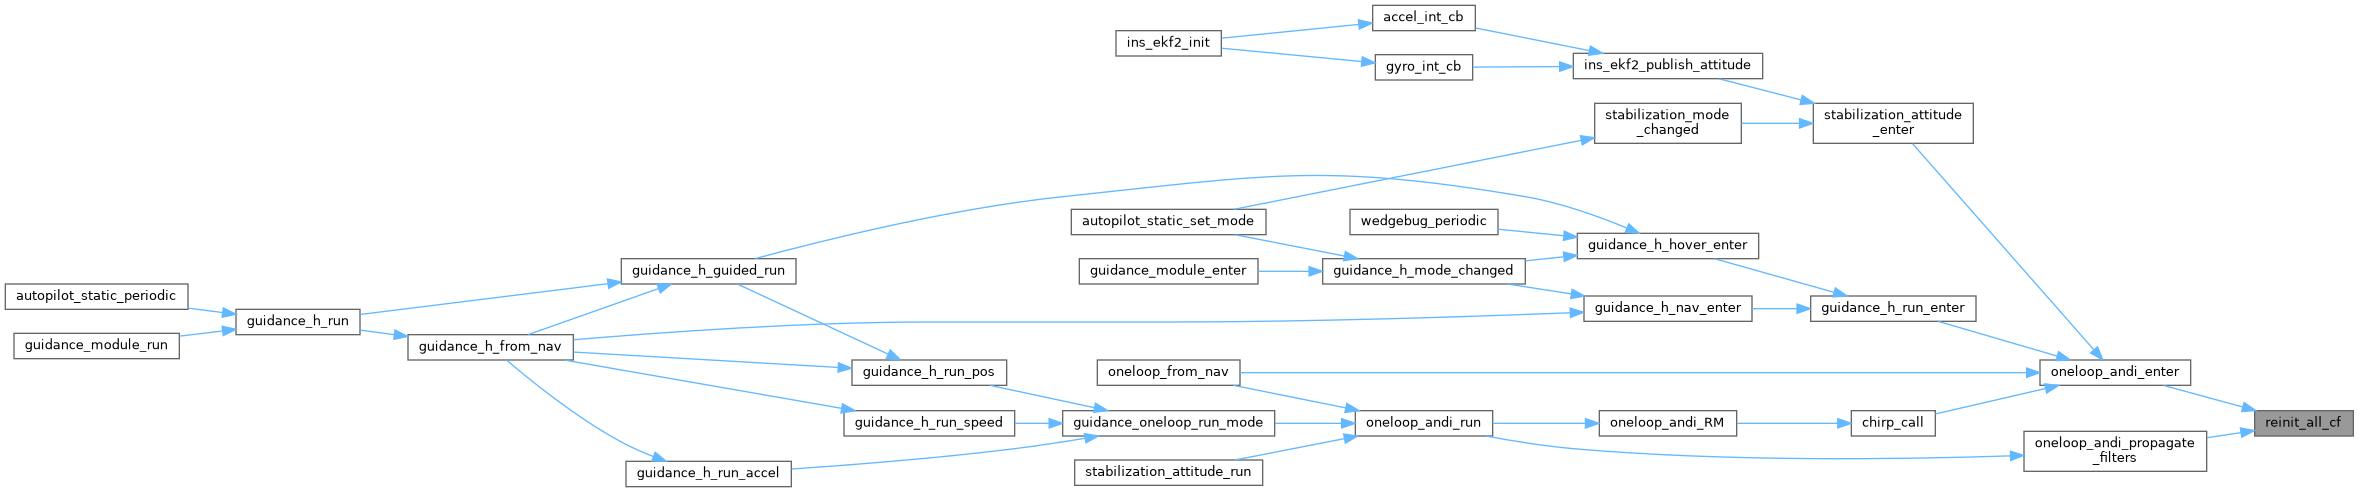 accel_int_cb
ins_ekf2_init
gyro_int_cb
ins_ekf2_publish_attitude
stabilization_mode
_changed
stabilization_attitude
_enter
autopilot_static_set_mode
wedgebug_periodic
guidance_h_hover_enter
guidance_h_guided_run
guidance_module_enter
guidance_h_mode_changed
autopilot_static_periodic
guidance_h_run
guidance_h_nav_enter
guidance_h_run_enter
guidance_module_run
guidance_h_from_nav
guidance_h_run_pos
oneloop_from_nav
oneloop_andi_enter
guidance_h_run_speed
guidance_oneloop_run_mode
oneloop_andi_run
oneloop_andi_RM
chirp_call
reinit_all_cf
oneloop_andi_propagate
_filters
guidance_h_run_accel
stabilization_attitude_run